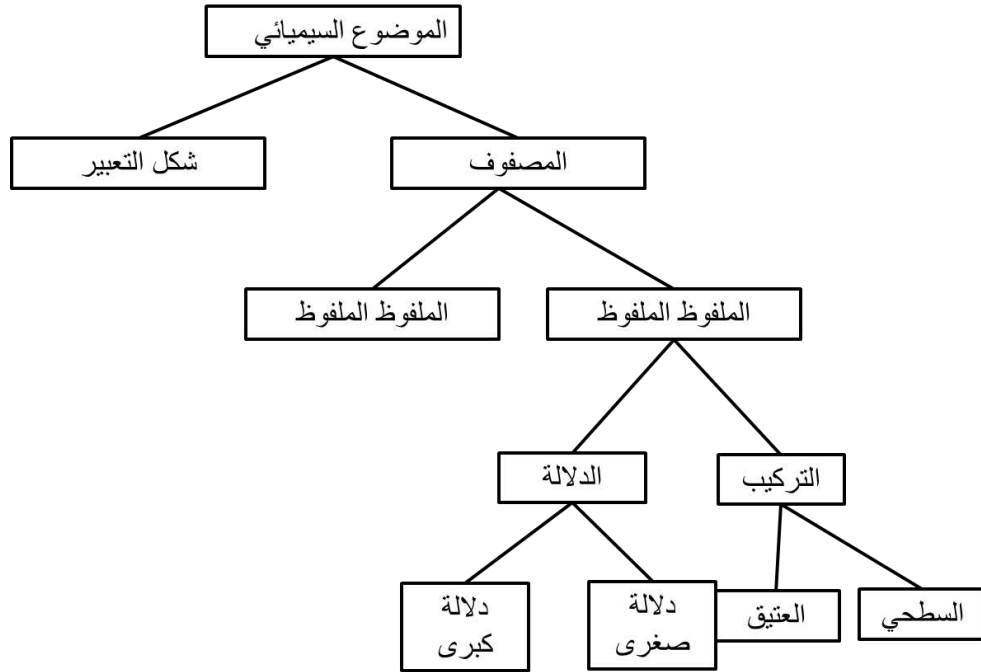 الموضوع السيميائي
المصفوف
شكل التعبير
الملفوظ الملفوظ
الملفوظ الملفوظ
التركيب
الدلالة
السطحي
العتيق
دلالة
صغرى
دلالة
كبرى